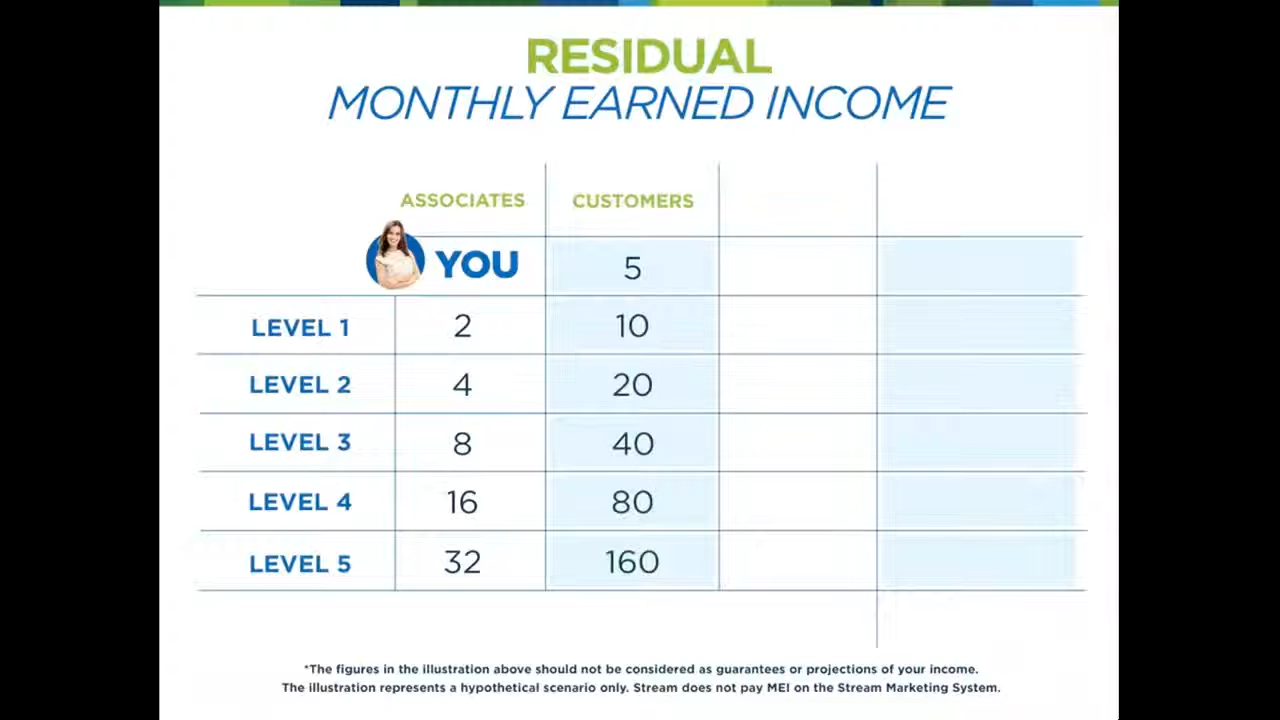 RESIDUAL
MONTHLY EARNED INCOME
ASSOCIATES CUSTOMERS
YOU 5
LEVEL 1 2 10
LEVEL 2 4 20
LEVEL 3 8 40
LEVEL 4 16 80
LEVEL 5 32 160
*The figures in the illustration above should not be considered as guarantees or projections of your income.
The illustration represents a hypothetical scenario only. Stream does not pay MEI on the Stream Marketing System.